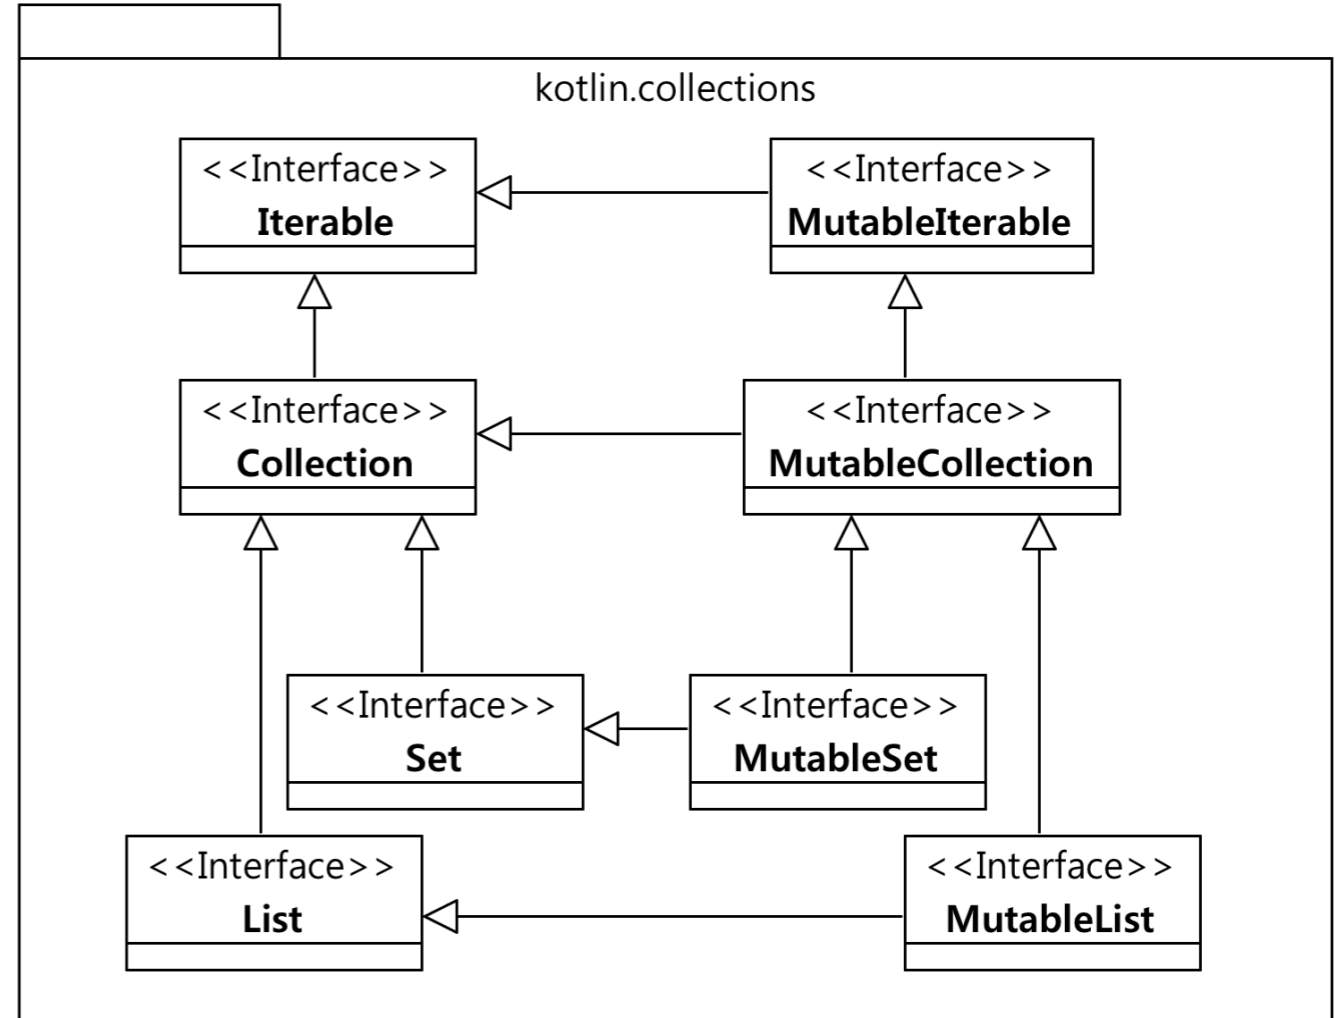 kotlin.collections
<<Interface>>
Iterable
<<Interface>>
MutableIterable
<<Interface>>
Collection
<<Interface>>
MutableCollection
<<Interface>>
Set
<<Interface>>
MutableSet
<<Interface>>
List
<<Interface>>
MutableList